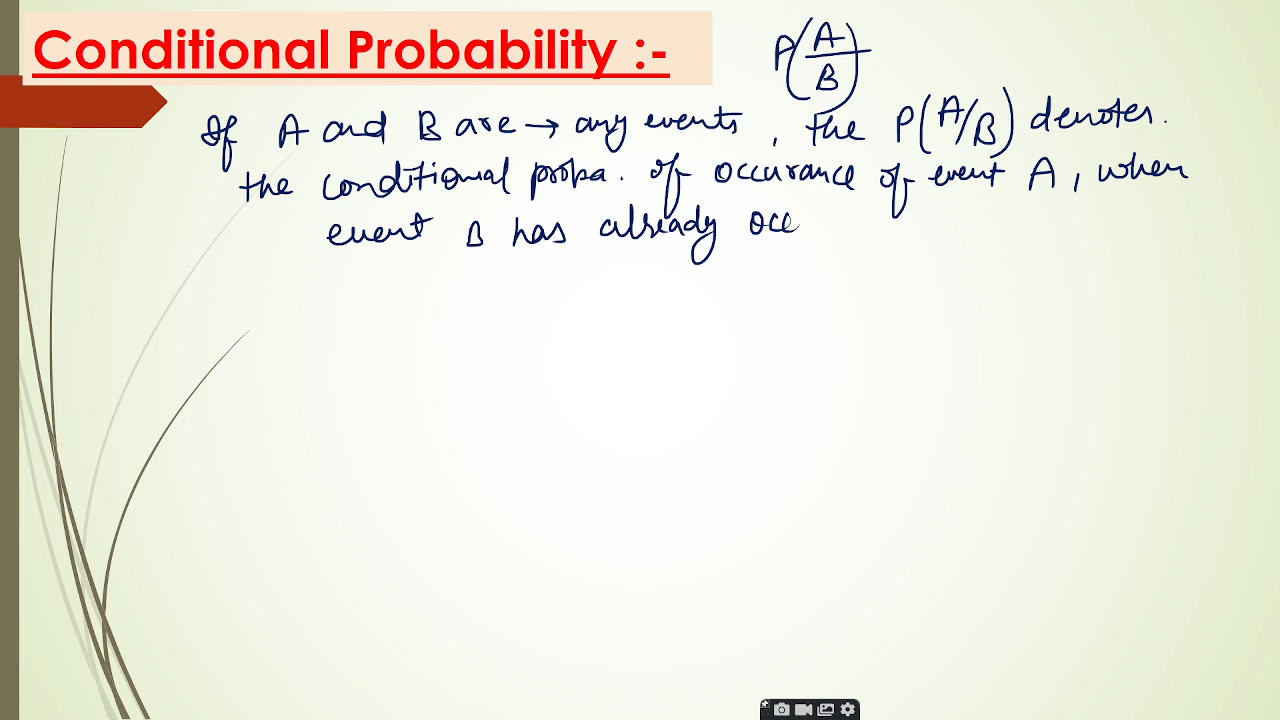 Conditional Probability :-
P(A/B)
If A and B are → any events, the P(A/B) denotes.
the conditional proba. of occurance of event A, when
event B has already occ